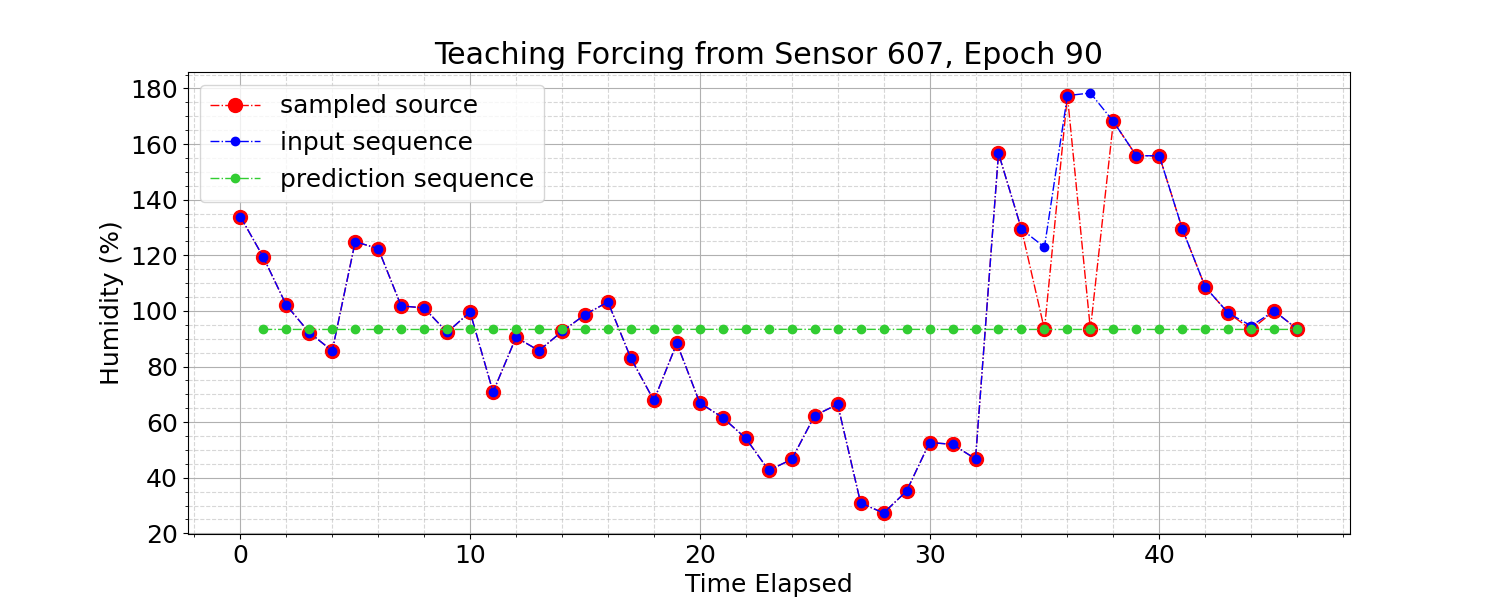 Teaching Forcing from Sensor 607, Epoch 90
sampled source
input sequence
prediction sequence
Humidity (%)
180
160
140
120
100
80
60
40
20
0 10 20 30 40
Time Elapsed